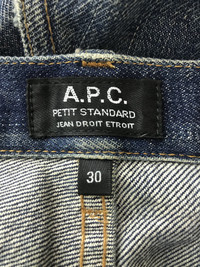 A.P.C.
PETIT STANDARD
JEAN DROIT ETROIT
30